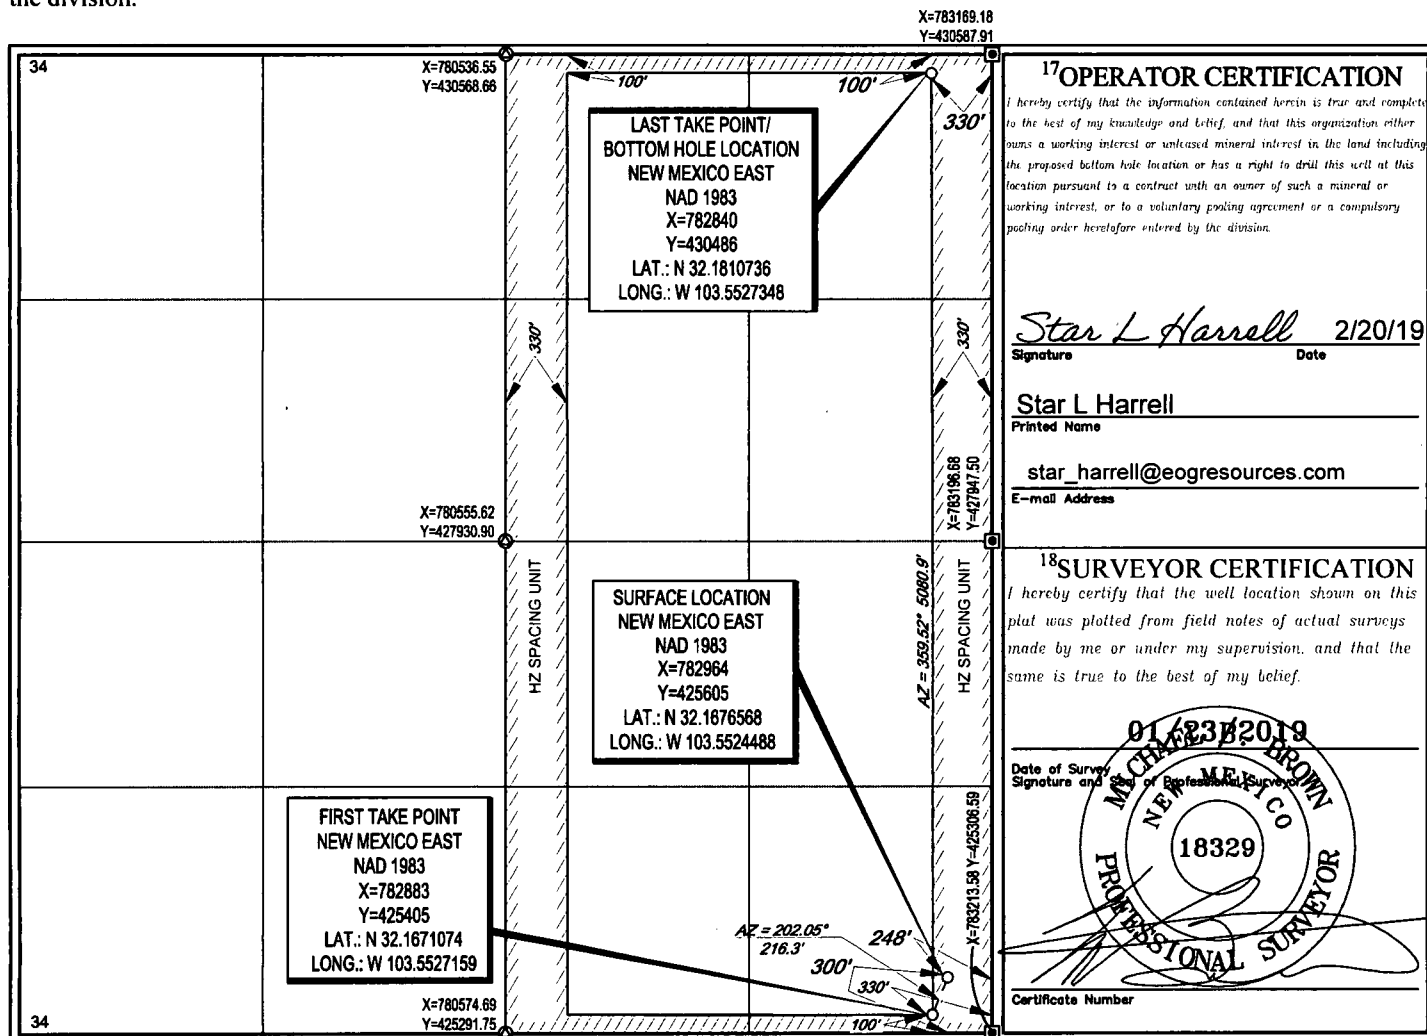 the division.
X=783169.18
Y=430587.91
34
X=780536.55
Y=430568.66
100'
100'
330'
LAST TAKE POINT/
BOTTOM HOLE LOCATION
NEW MEXICO EAST
NAD 1983
X=782840
Y=430486
LAT.: N 32.1810736
LONG.: W 103.5527348
330'
330'
X=780555.62
Y=427930.90
X=783196.68
Y=427947.50
HZ SPACING UNIT
SURFACE LOCATION
NEW MEXICO EAST
NAD 1983
X=782964
Y=425605
LAT.: N 32.1676568
LONG.: W 103.5524488
AZ = 359.52° 5080.9'
HZ SPACING UNIT
FIRST TAKE POINT
NEW MEXICO EAST
NAD 1983
X=782883
Y=425405
LAT.: N 32.1671074
LONG.: W 103.5527159
X=783213.58 Y=425306.59
AZ = 202.05°
216.3'
248'
300'
330'
100'
X=780574.69
Y=425291.75
34
17OPERATOR CERTIFICATION
I hereby certify that the information contained herein is true and complete
to the best of my knowledge and belief, and that this organization either
owns a working interest or unleased mineral interest in the land including
the proposed bottom hole location or has a right to drill this well at this
location pursuant to a contract with an owner of such a mineral or
working interest, or to a voluntary pooling agreement or a compulsory
pooling order heretofore entered by the division.
Star L Harrell 2/20/19
Signature Date
Star L Harrell
Printed Name
star_harrell@eogresources.com
E-mail Address
18SURVEYOR CERTIFICATION
I hereby certify that the well location shown on this
plat was plotted from field notes of actual surveys
made by me or under my supervision, and that the
same is true to the best of my belief.
01/23/2019
Date of Survey
Signature and Seal of Professional Surveyor
MICHAEL B. BROWN
NEW MEXICO
18329
PROFESSIONAL SURVEYOR
Certificate Number